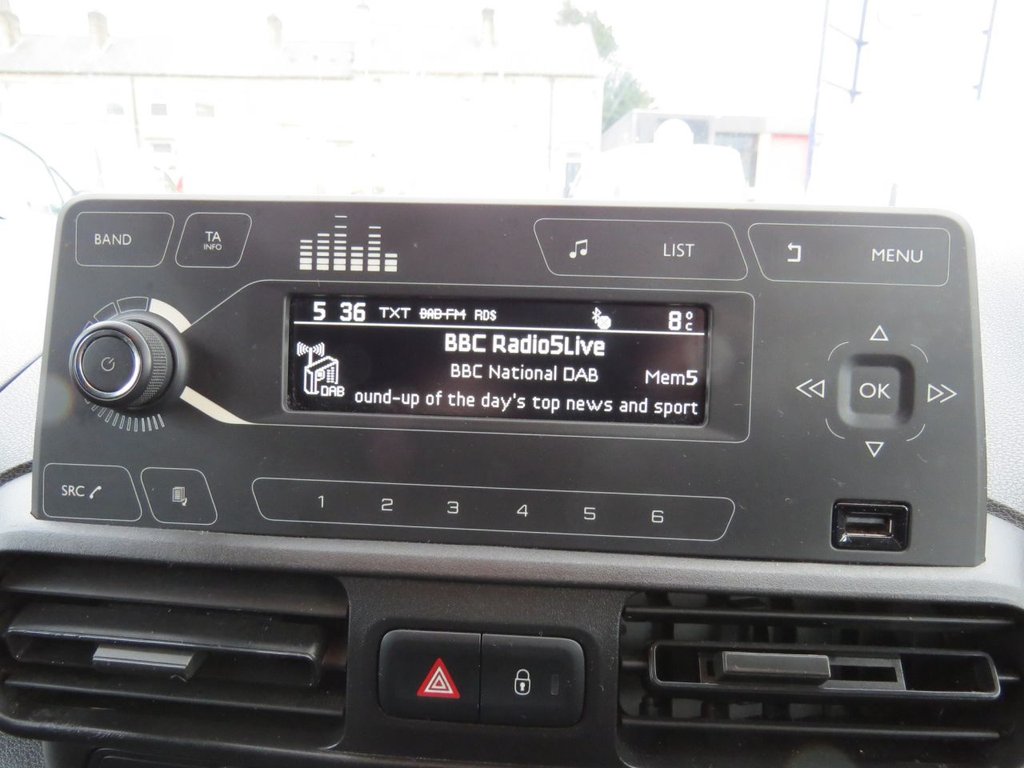 BAND
TA
INFO
LIST
MENU
5 36 TXT DAB-FM RDS 8°C
BBC Radio5Live
BBC National DAB Mem5
DAB
ound-up of the day's top news and sport
OK
SRC
1 2 3 4 5 6